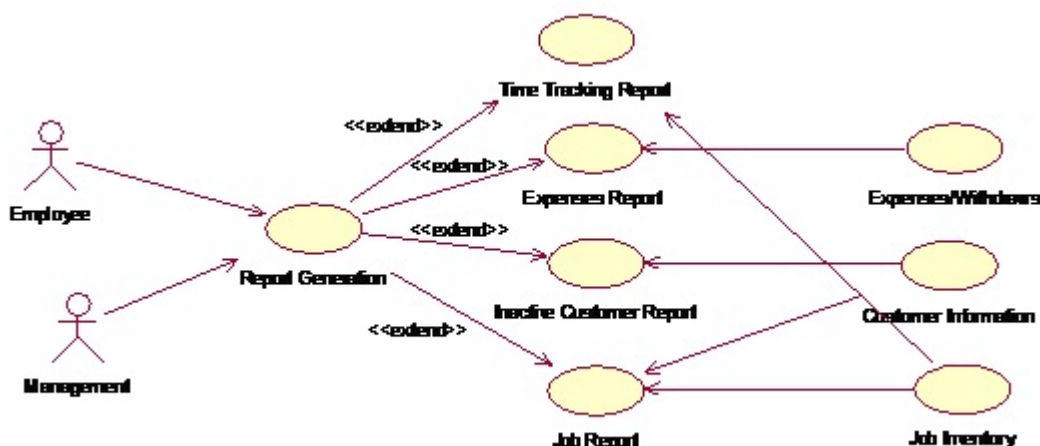 Time Tracking Report
<<extend>>
<<extend>>
Employee
Expenses Report
Expenses/Withdraws
<<extend>>
Report Generation
Inactive Customer Report
Customer Information
<<extend>>
Management
Job Report
Job Inventory